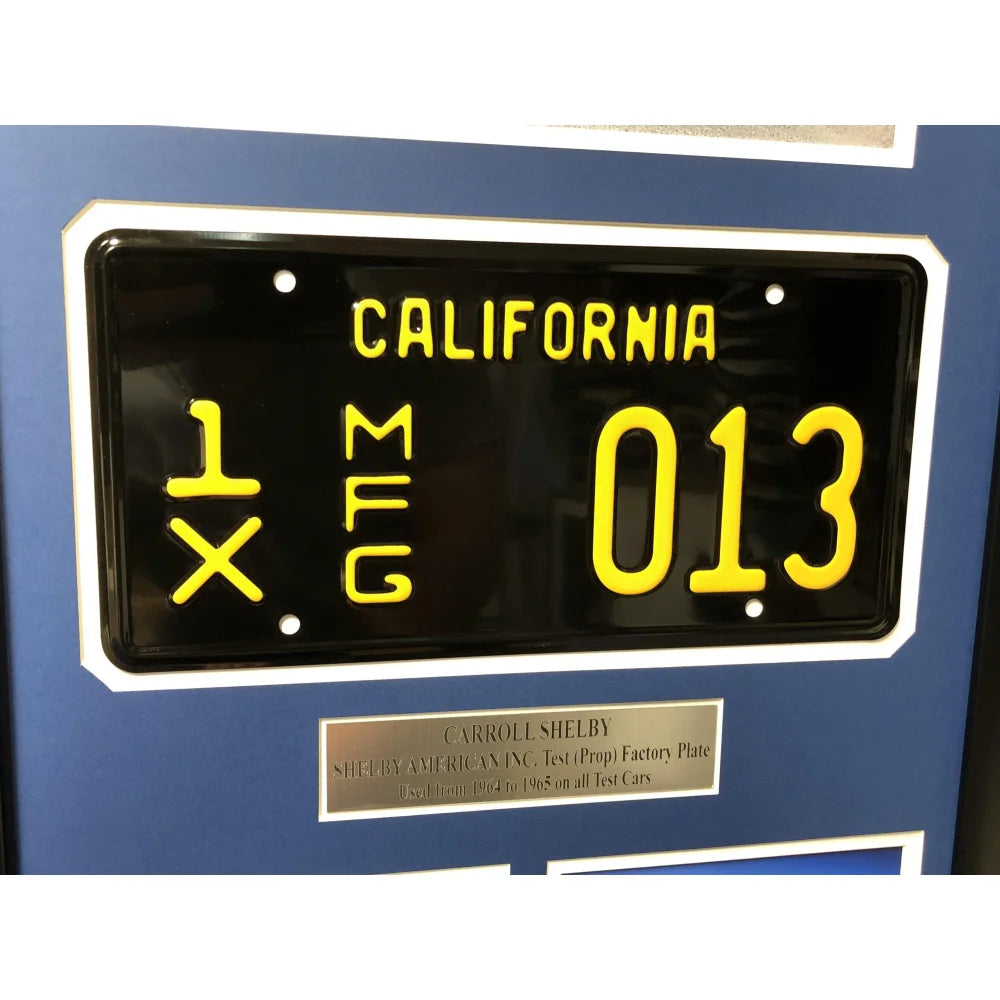 CALIFORNIA
1 X MFG 013
CARROLL SHELBY
SHELBY AMERICAN INC. Test (Prop) Factory Plate
Used from 1964 to 1965 on all Test Cars